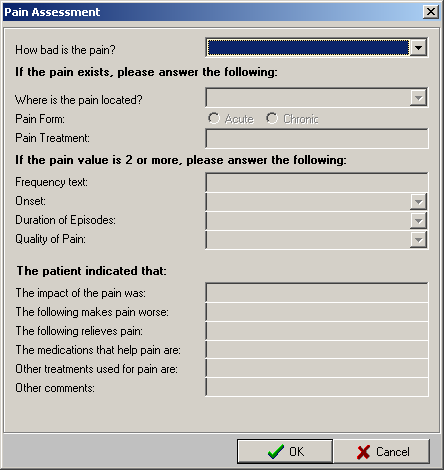 Pain Assessment
How bad is the pain?
If the pain exists, please answer the following:
Where is the pain located?
Pain Form: Acute Chronic
Pain Treatment:
If the pain value is 2 or more, please answer the following:
Frequency text:
Onset:
Duration of Episodes:
Quality of Pain:
The patient indicated that:
The impact of the pain was:
The following makes pain worse:
The following relieves pain:
The medications that help pain are:
Other treatments used for pain are:
Other comments:
OK Cancel